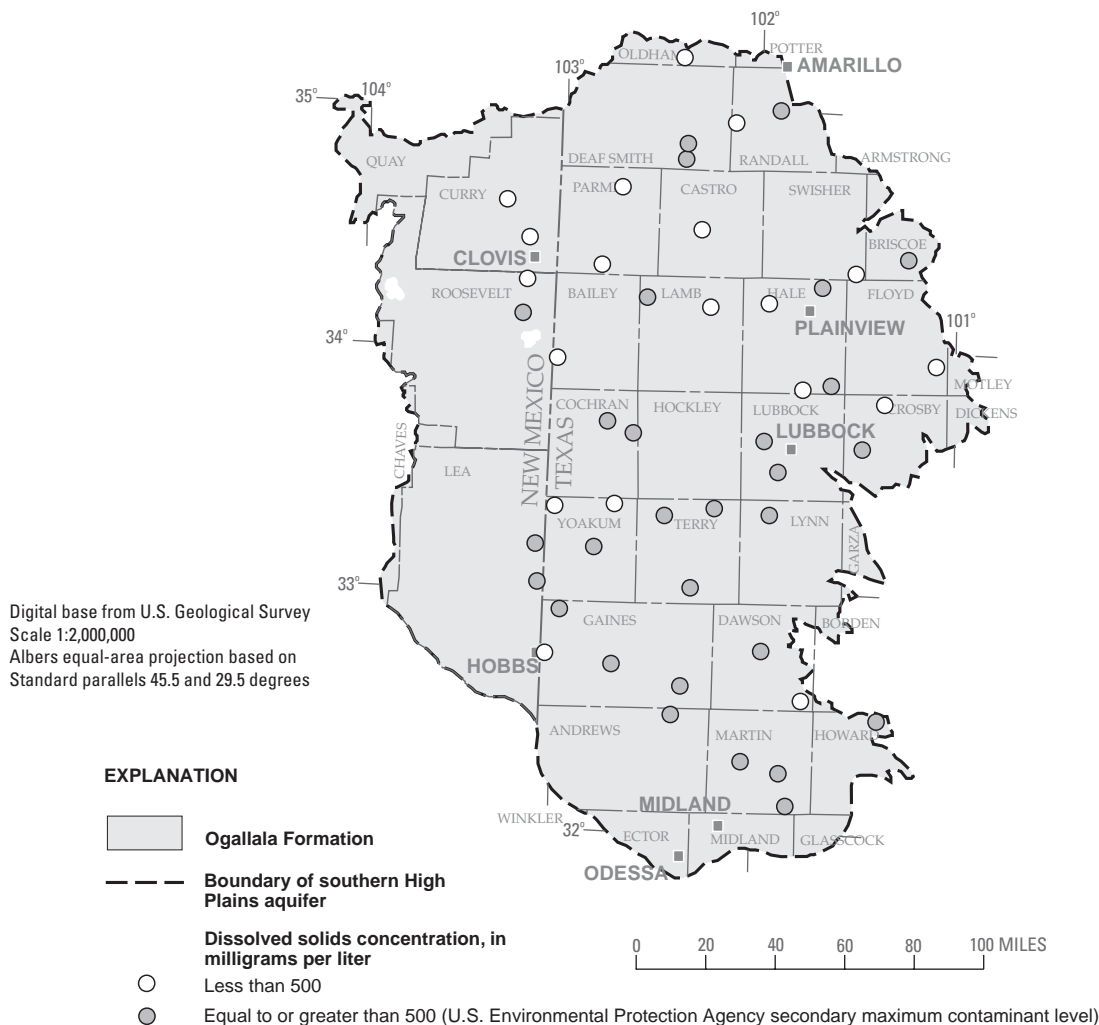 102°
OLDHAM
POTTER
AMARILLO
103°
35°
104°
QUAY
DEAF SMITH
RANDALL
ARMSTRONG
CURRY
CASTRO
SWISHER
BRISCOE
CLOVIS
ROOSEVELT
BAILEY
LAMB
HALE
FLOYD
PLAINVIEW
101°
34°
MOTLEY
NEW MEXICO
TEXAS
COCHRAN
HOCKLEY
LUBBOCK
CROSBY
DICKENS
LUBBOCK
CHAVES
LEA
YOAKUM
TERRY
LYNN
GARZA
33°
Digital base from U.S. Geological Survey
Scale 1:2,000,000
Albers equal-area projection based on
Standard parallels 45.5 and 29.5 degrees
GAINES
DAWSON
BORDEN
HOBBS
ANDREWS
MARTIN
HOWARD
EXPLANATION
Ogallala Formation
Boundary of southern High
Plains aquifer
Dissolved solids concentration, in
milligrams per liter
Less than 500
Equal to or greater than 500 (U.S. Environmental Protection Agency secondary maximum contaminant level)
WINKLER
32°
MIDLAND
ECTOR
MIDLAND
GLASSCOCK
ODESSA
0 20 40 60 80 100 MILES